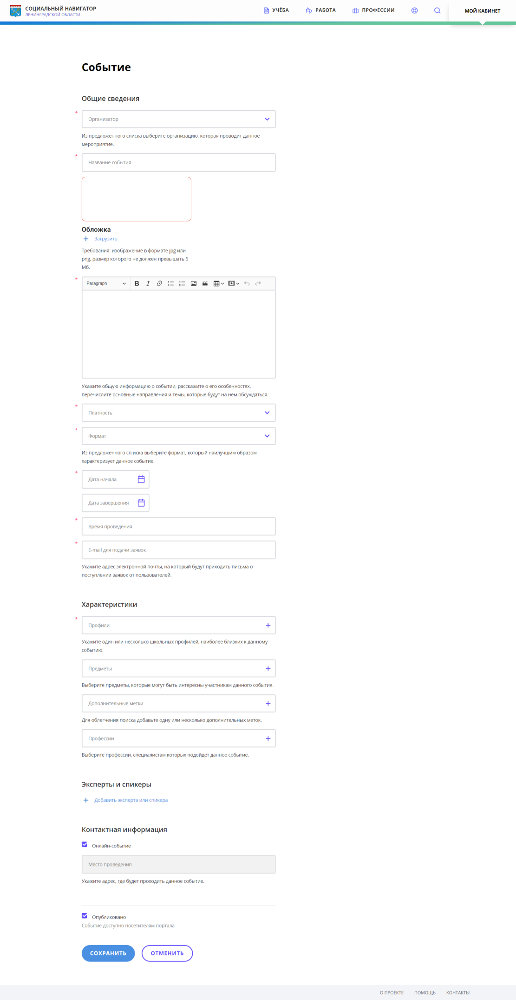 СОЦИАЛЬНЫЙ НАВИГАТОР
ЛЕНИНГРАДСКОЙ ОБЛАСТИ
УЧЁБА
РАБОТА
ПРОФЕССИИ
МОЙ КАБИНЕТ
Событие
Общие сведения
* Организатор
Из предложенного списка выберите организацию, которая проводит данное
мероприятие.
* Название события
Обложка
+ Загрузить
Требования: изображение в формате jpg или
png, размер которого не должен превышать 5
Мб.
* Paragraph
Укажите общую информацию о событии, расскажите о его особенностях,
перечислите основные направления и темы, которые будут на нем обсуждаться.
* Платность
* Формат
Из предложенного сп иска выберите формат, который наилучшим образом
характеризует данное событие.
* Дата начала
Дата завершения
* Время проведения
* E-mail для подачи заявок
Укажите адрес электронной почты, на который будут приходить письма о
поступлении заявок от пользователей.
Характеристики
* Профили +
Укажите один или несколько школьных профилей, наиболее близких к данному
событию.
Предметы +
Выберите предметы, которые могут быть интересны участникам данного события.
Дополнительные метки +
Для облегчения поиска добавьте одну или несколько дополнительных меток.
Профессии +
Выберите профессии, специалистам которых подойдет данное событие.
Эксперты и спикеры
+ Добавить эксперта или спикера
Контактная информация
Онлайн-событие
Место проведения
Укажите адрес, где будет проходить данное событие.
Опубликовано
Событие доступно посетителям портала
СОХРАНИТЬ
ОТМЕНИТЬ
О ПРОЕКТЕ
ПОМОЩЬ
КОНТАКТЫ